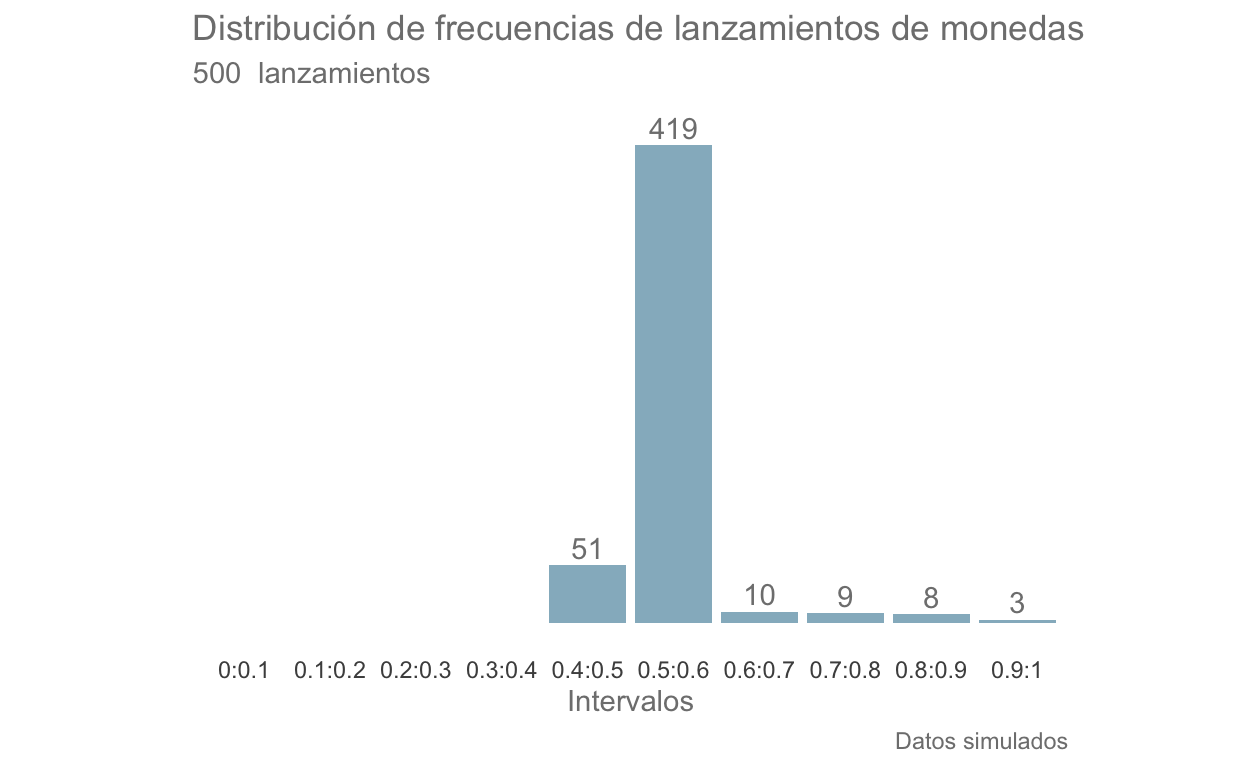 Distribución de frecuencias de lanzamientos de monedas
500 lanzamientos
419
51
10
9
8
3
0:0.1 0.1:0.2 0.2:0.3 0.3:0.4 0.4:0.5 0.5:0.6 0.6:0.7 0.7:0.8 0.8:0.9 0.9:1
Intervalos
Datos simulados